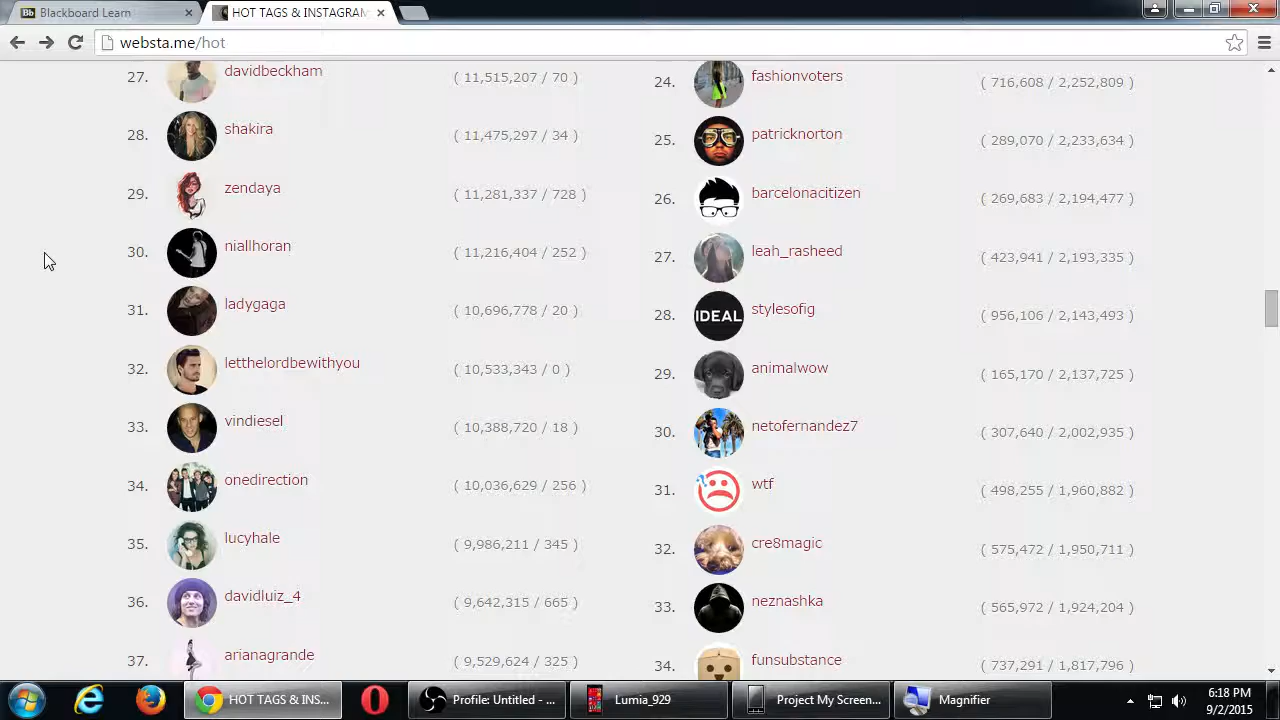 Blackboard Learn
HOT TAGS & INSTAGRAM
websta.me/hot
27. davidbeckham ( 11,515,207 / 70 )
28. shakira ( 11,475,297 / 34 )
29. zendaya ( 11,281,337 / 728 )
30. niallhoran ( 11,216,404 / 252 )
31. ladygaga ( 10,696,778 / 20 )
32. letthelordbewithyou ( 10,533,343 / 0 )
33. vindiesel ( 10,388,720 / 18 )
34. onedirection ( 10,036,629 / 256 )
35. lucyhale ( 9,986,211 / 345 )
36. davidluiz_4 ( 9,642,315 / 665 )
37. arianagrande ( 9,529,624 / 325 )
24. fashionvoters ( 716,608 / 2,252,809 )
25. patricknorton ( 289,070 / 2,233,634 )
26. barcelonacitizen ( 269,683 / 2,194,477 )
27. leah_rasheed ( 423,941 / 2,193,335 )
28. stylesofig ( 956,106 / 2,143,493 )
IDEAL
29. animalwow ( 165,170 / 2,137,725 )
30. netofernandez7 ( 307,640 / 2,002,935 )
31. wtf ( 498,255 / 1,960,882 )
32. cre8magic ( 575,472 / 1,950,711 )
33. neznashka ( 565,972 / 1,924,204 )
34. funsubstance ( 737,291 / 1,817,796 )
HOT TAGS & INS...
Profile: Untitled - ...
Lumia_929
Project My Screen...
Magnifier
6:18 PM
9/2/2015